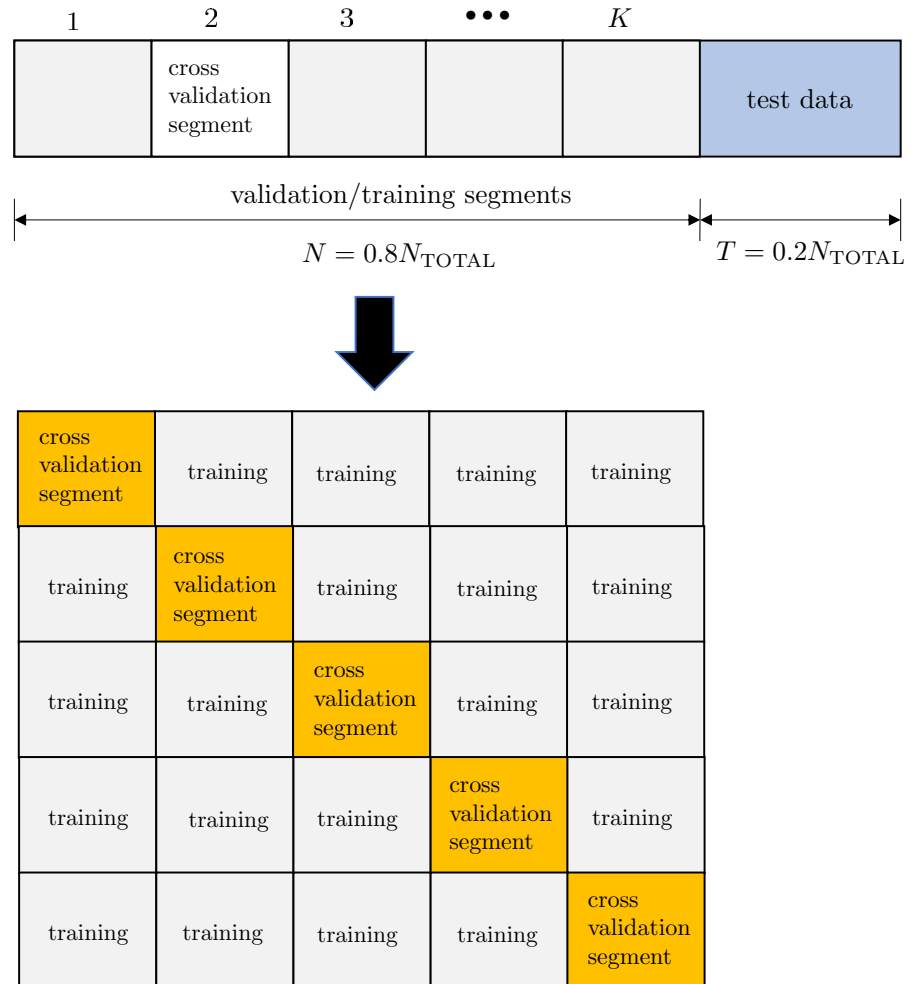 1 2 3 ••• K
cross
validation
segment
test data
validation/training segments
N = 0.8N_TOTAL
T = 0.2N_TOTAL
cross
validation
segment
training
training
training
training
training
cross
validation
segment
training
training
training
training
training
cross
validation
segment
training
training
training
training
training
cross
validation
segment
training
training
training
training
training
cross
validation
segment